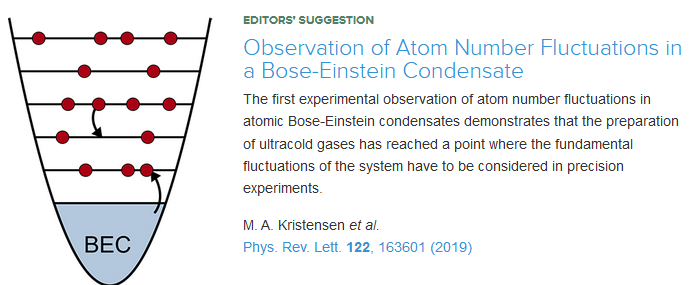 BEC
EDITORS' SUGGESTION
Observation of Atom Number Fluctuations in
a Bose-Einstein Condensate
The first experimental observation of atom number fluctuations in
atomic Bose-Einstein condensates demonstrates that the preparation
of ultracold gases has reached a point where the fundamental
fluctuations of the system have to be considered in precision
experiments.
M. A. Kristensen et al.
Phys. Rev. Lett. 122, 163601 (2019)